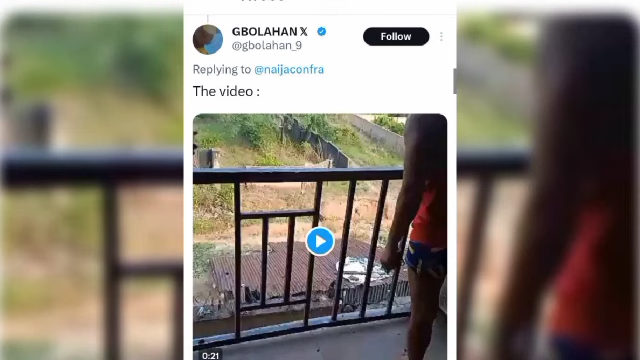 GBOLAHAN X
Follow
@gbolahan_9
Replying to @naijaconfra
The video :
0:21